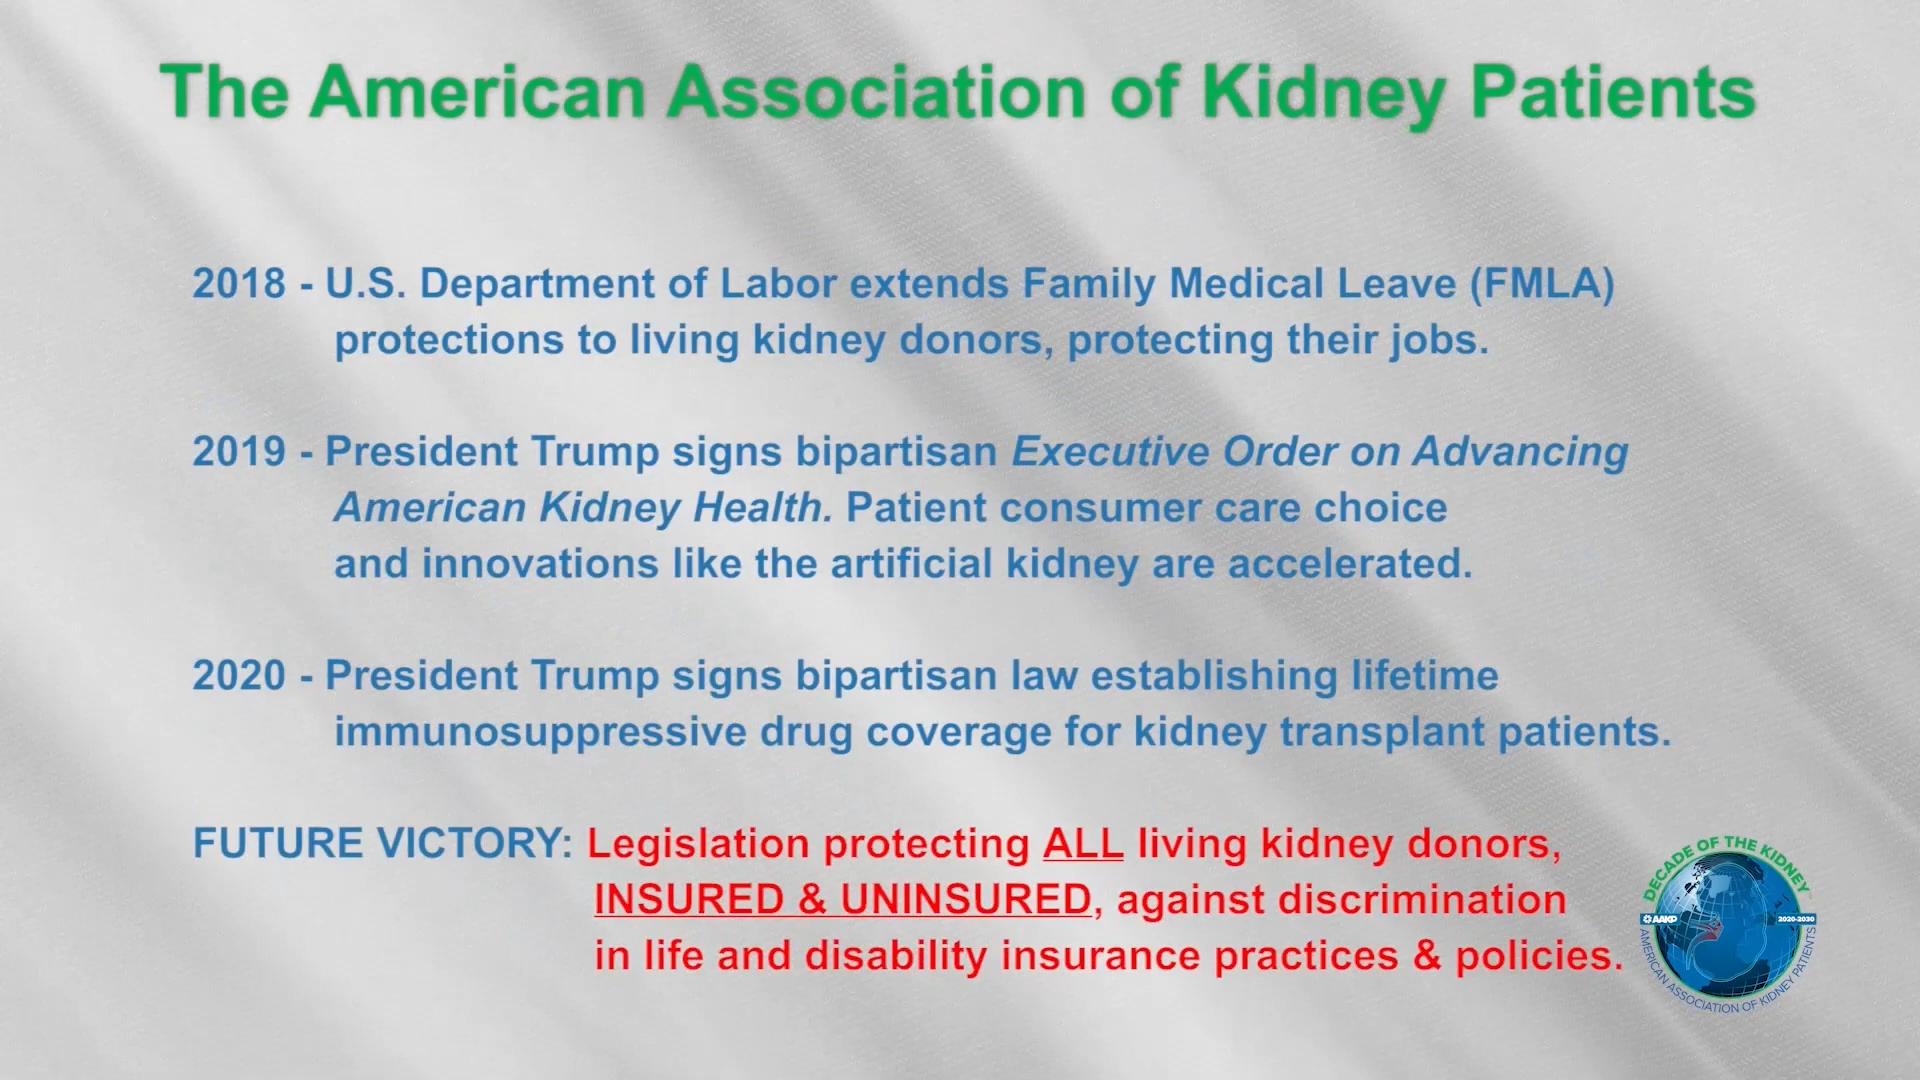 The American Association of Kidney Patients
2018 - U.S. Department of Labor extends Family Medical Leave (FMLA)
protections to living kidney donors, protecting their jobs.
2019 - President Trump signs bipartisan Executive Order on Advancing
American Kidney Health. Patient consumer care choice
and innovations like the artificial kidney are accelerated.
2020 - President Trump signs bipartisan law establishing lifetime
immunosuppressive drug coverage for kidney transplant patients.
FUTURE VICTORY: Legislation protecting ALL living kidney donors,
INSURED & UNINSURED, against discrimination
in life and disability insurance practices & policies.
DECADE OF THE KIDNEY
AAKP
2020-2030
AMERICAN ASSOCIATION OF KIDNEY PATIENTS